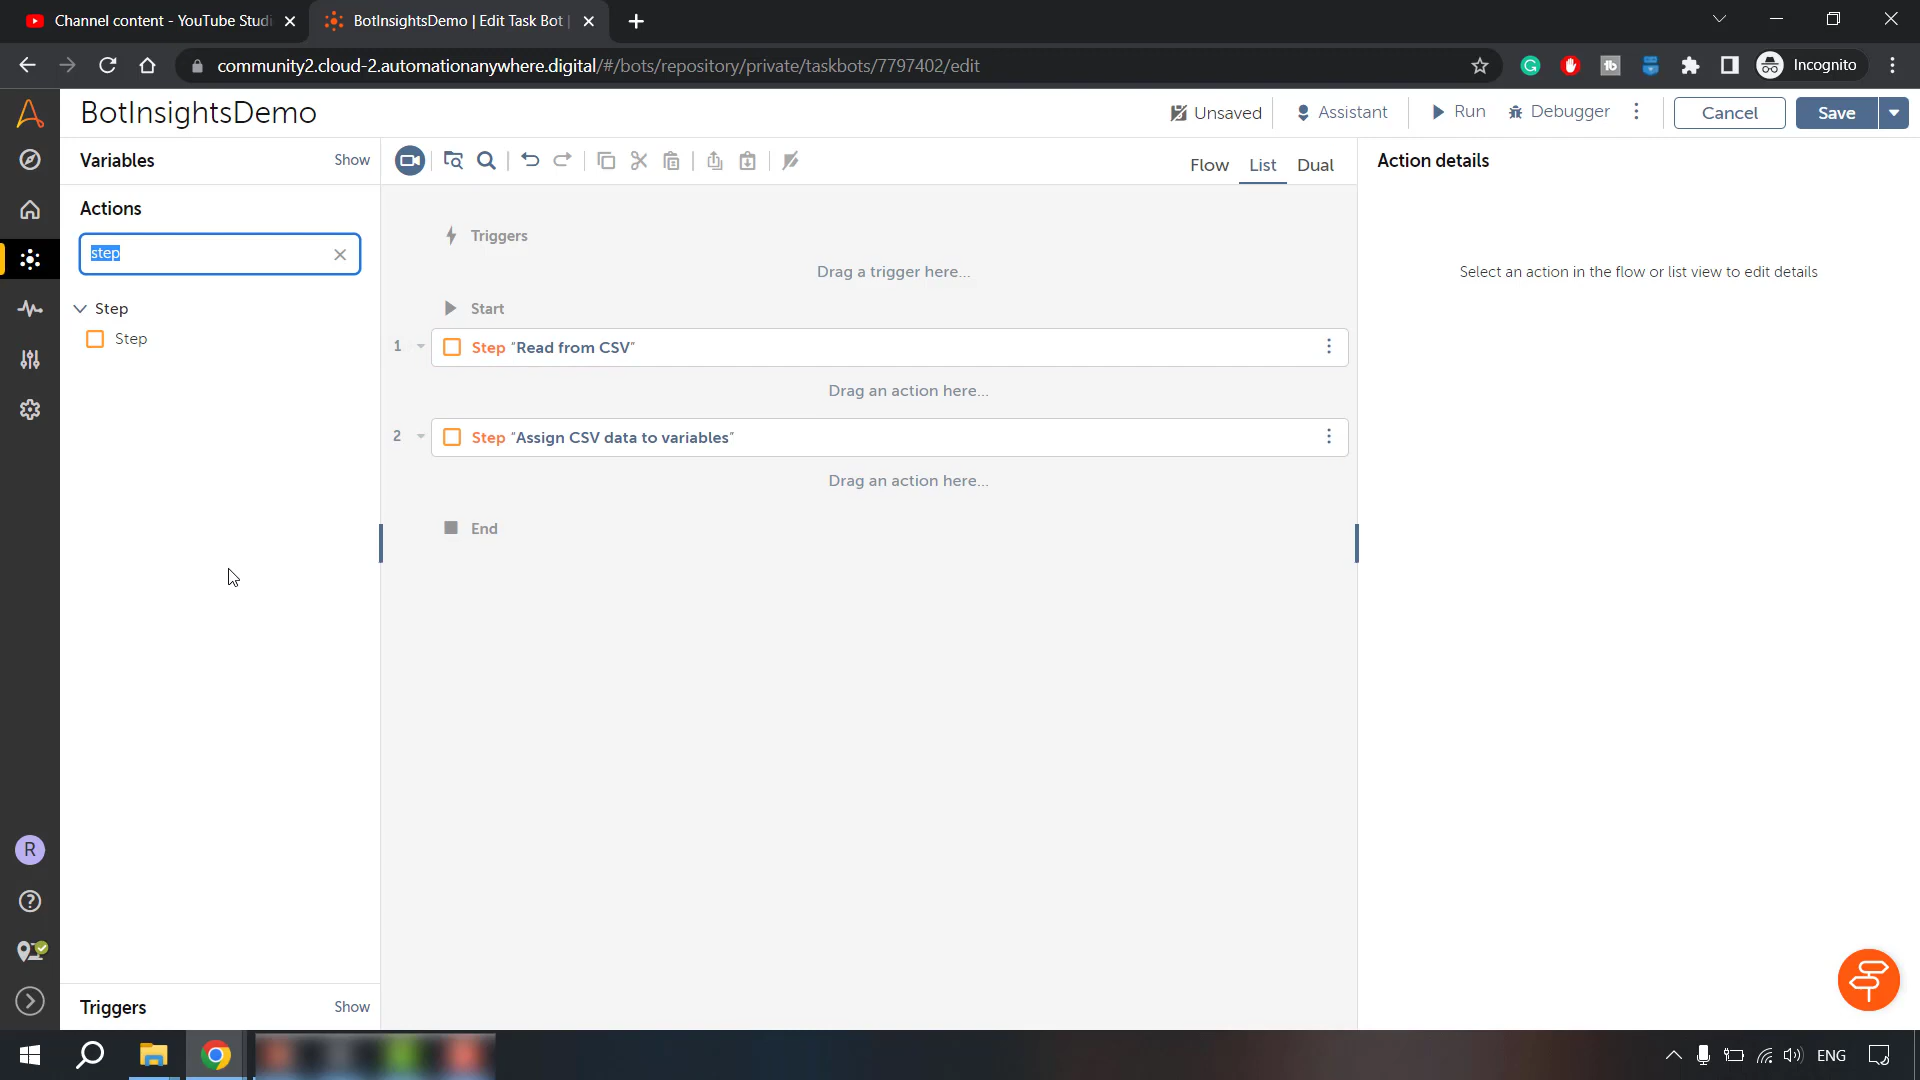 Channel content - YouTube Studi
BotInsightsDemo | Edit Task Bot |
community2.cloud-2.automationanywhere.digital/#/bots/repository/private/taskbots/7797402/edit
Incognito
BotInsightsDemo
Unsaved
Assistant
Run
Debugger
Cancel
Save
Variables
Show
Flow
List
Dual
Action details
Actions
step
Step
Step
Triggers
Drag a trigger here...
Start
1 Step “Read from CSV”
Drag an action here...
2 Step “Assign CSV data to variables”
Drag an action here...
End
Select an action in the flow or list view to edit details
R
Triggers
Show
ENG